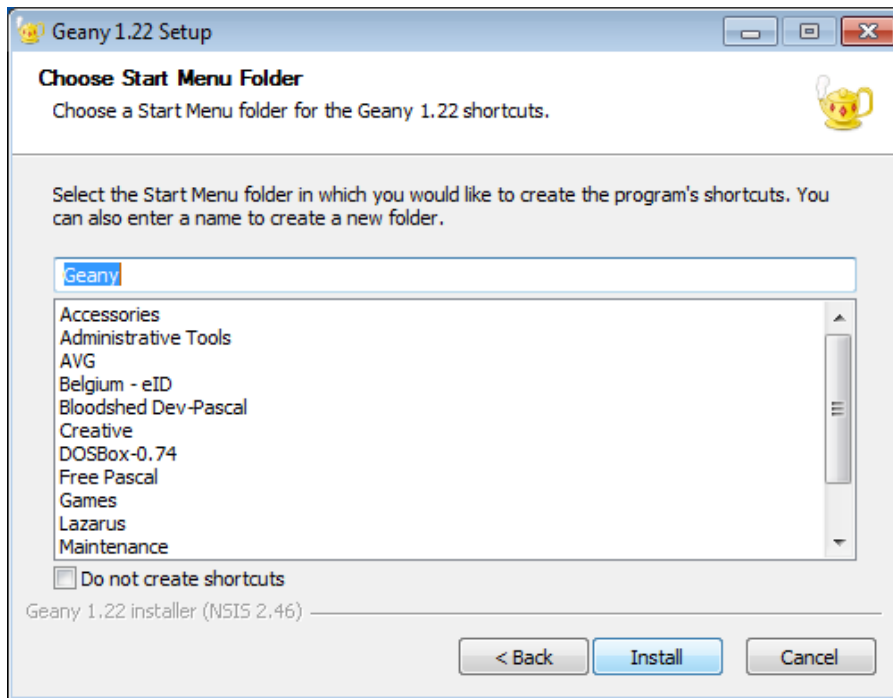 Geany 1.22 Setup
Choose Start Menu Folder
Choose a Start Menu folder for the Geany 1.22 shortcuts.
Select the Start Menu folder in which you would like to create the program's shortcuts. You
can also enter a name to create a new folder.
Geany
Accessories
Administrative Tools
AVG
Belgium - eID
Bloodshed Dev-Pascal
Creative
DOSBox-0.74
Free Pascal
Games
Lazarus
Maintenance
Do not create shortcuts
Geany 1.22 installer (NSIS 2.46)
< Back Install Cancel